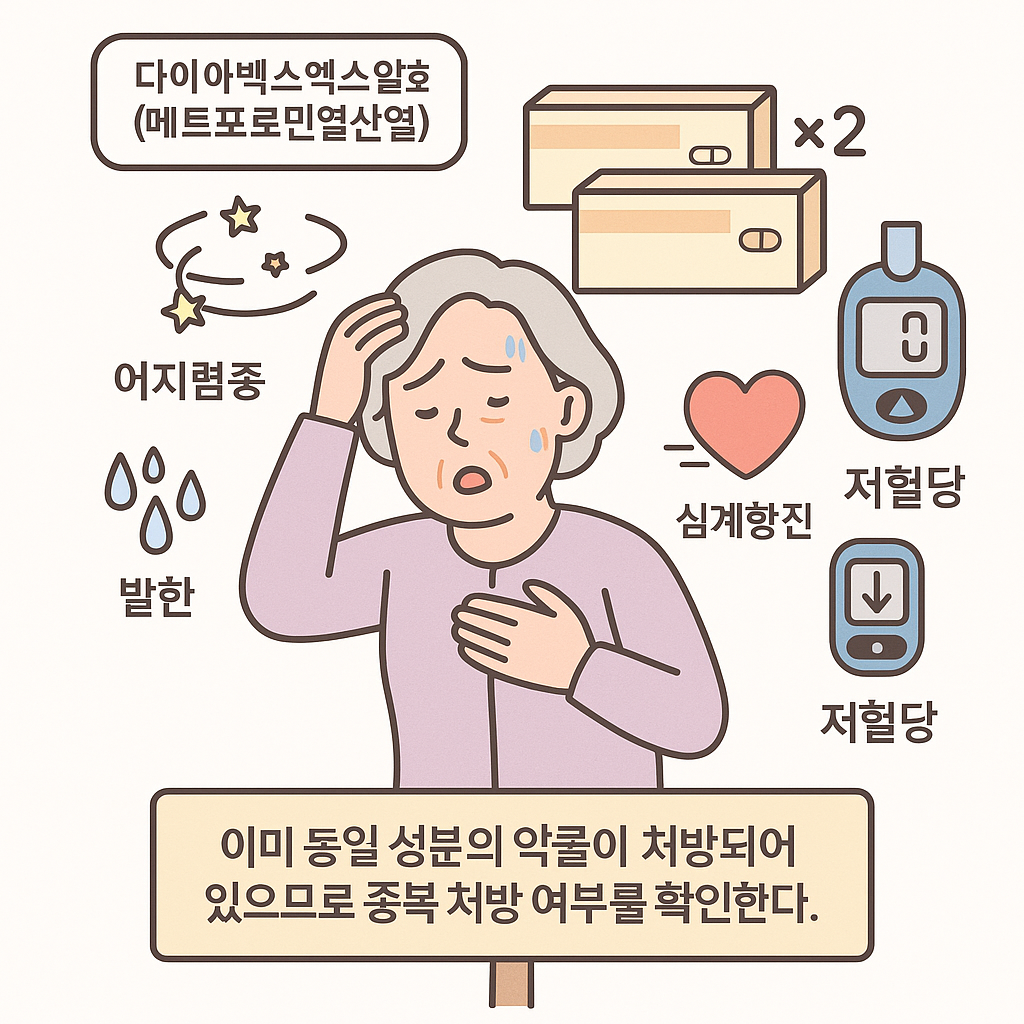 다이아벡스엑스알호
(메트포로민열산열)
×2
어지렴종
발한
심계항진
저혈당
저혈당
이미 동일 성분의 악쿨이 처방되어
있으므로 종복 처방 여부룰 확인한다.